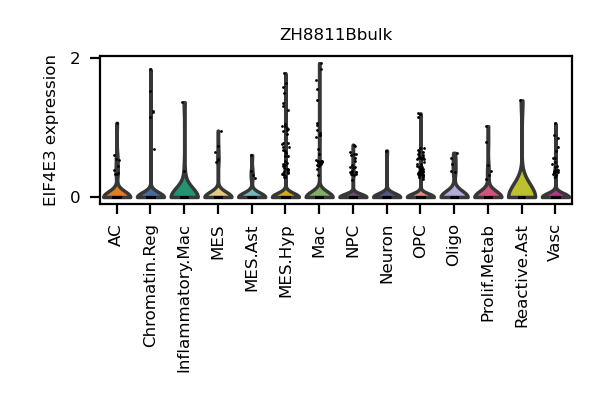 ZH8811Bbulk
EIF4E3 expression
2
0
AC
Chromatin.Reg
Inflammatory.Mac
MES
MES.Ast
MES.Hyp
Mac
NPC
Neuron
OPC
Oligo
Prolif.Metab
Reactive.Ast
Vasc